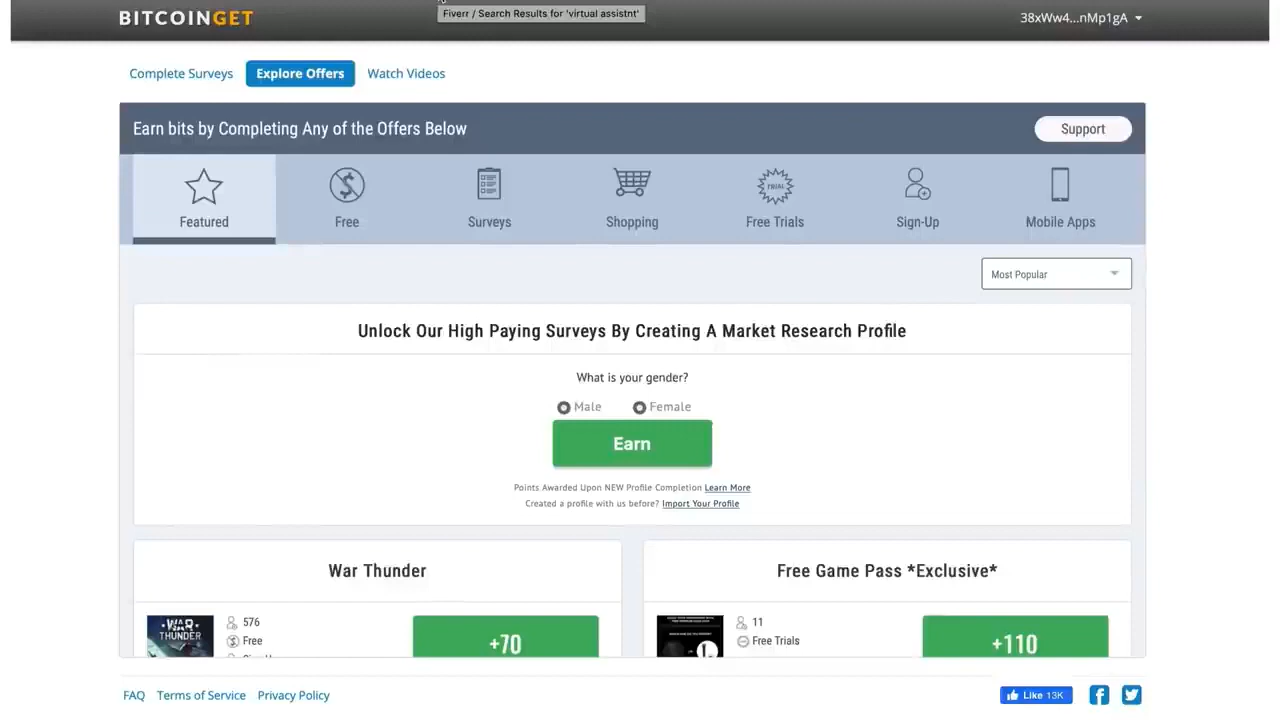 BITCOINGET
Fiverr / Search Results for 'virtual assistnt'
38xWw4...nMp1gA
Complete Surveys
Explore Offers
Watch Videos
Earn bits by Completing Any of the Offers Below
Support
Featured
Free
Surveys
Shopping
TRIAL
Free Trials
Sign-Up
Mobile Apps
Most Popular
Unlock Our High Paying Surveys By Creating A Market Research Profile
What is your gender?
Male
Female
Earn
Points Awarded Upon NEW Profile Completion Learn More
Created a profile with us before? Import Your Profile
War Thunder
Free Game Pass *Exclusive*
WAR THUNDER
576
Free
+70
11
Free Trials
+110
FAQ
Terms of Service
Privacy Policy
Like 13K